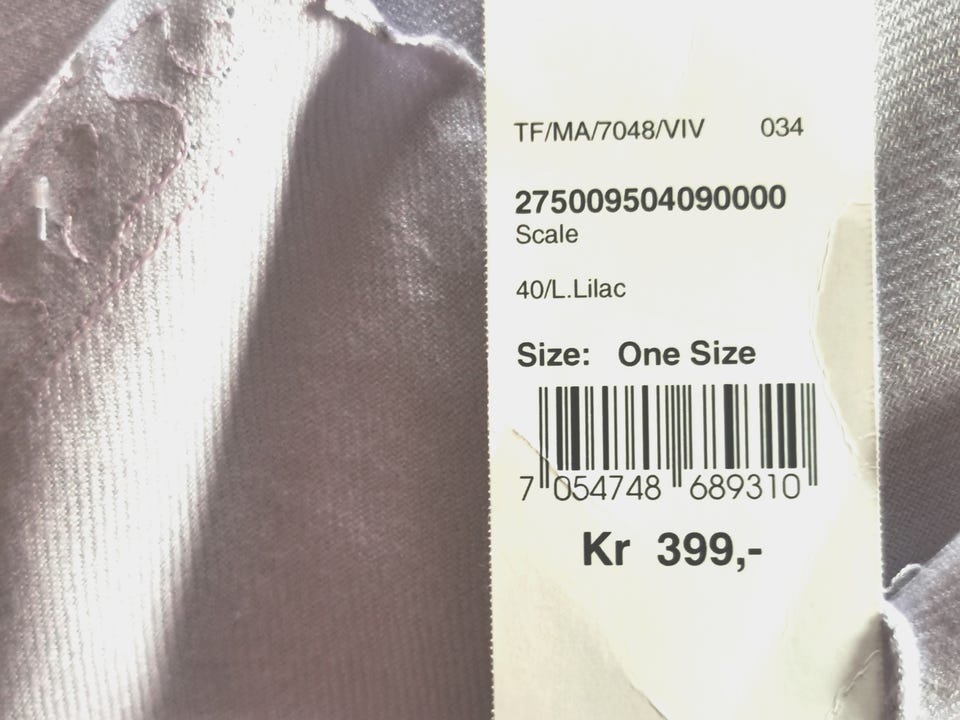 TF/MA/7048/VIV 034
275009504090000
Scale
40/L.Lilac
Size: One Size
7 054748 689310
Kr 399,-